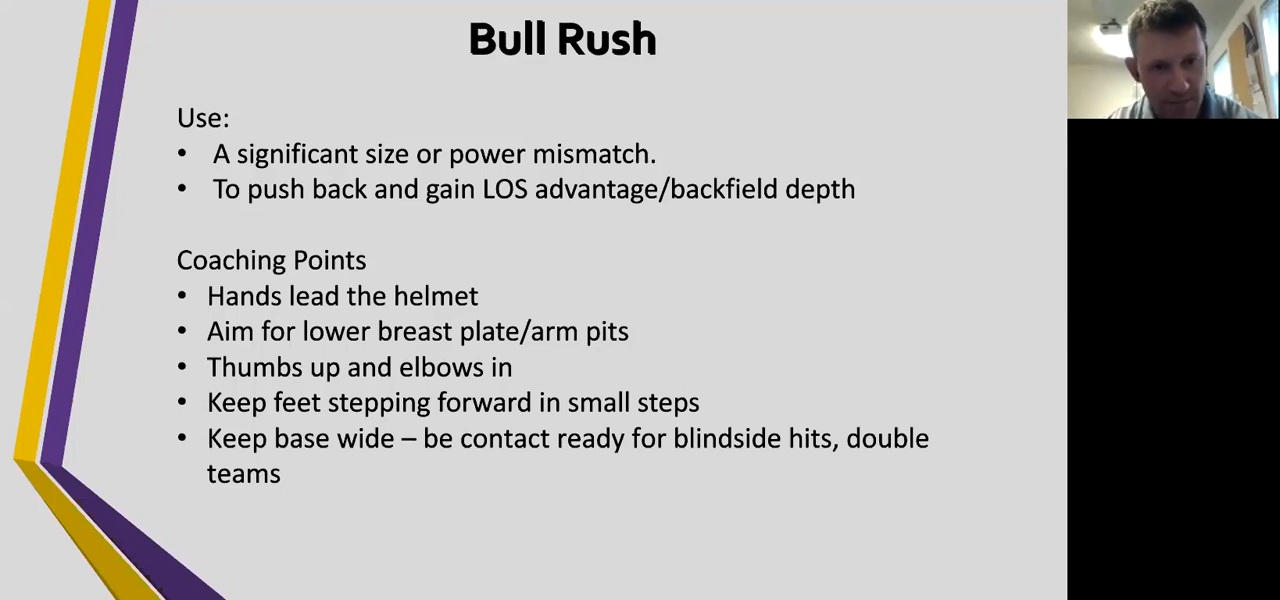 Bull Rush
Use:
• A significant size or power mismatch.
• To push back and gain LOS advantage/backfield depth
Coaching Points
• Hands lead the helmet
• Aim for lower breast plate/arm pits
• Thumbs up and elbows in
• Keep feet stepping forward in small steps
• Keep base wide – be contact ready for blindside hits, double
teams